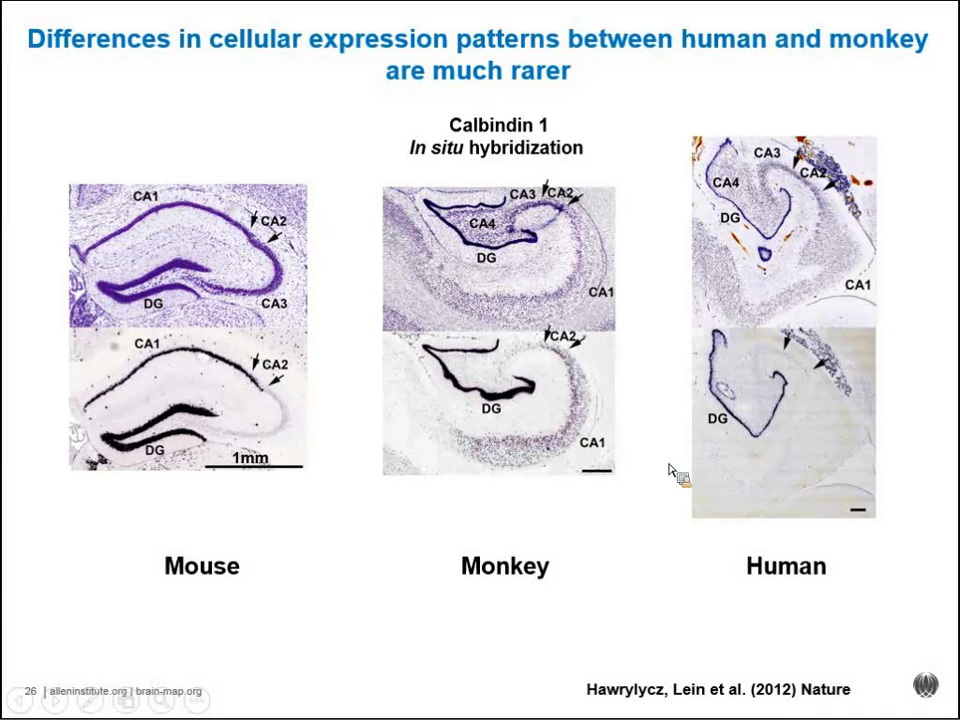 Differences in cellular expression patterns between human and monkey
are much rarer
Calbindin 1
In situ hybridization
CA1
CA2
DG
CA3
CA1
CA2
DG
1mm
CA3
CA2
CA4
DG
CA1
CA2
DG
CA1
CA3
CA2
CA4
DG
CA1
DG
Mouse
Monkey
Human
26 | alleninstitute.org | brain-map.org
Hawrylycz, Lein et al. (2012) Nature